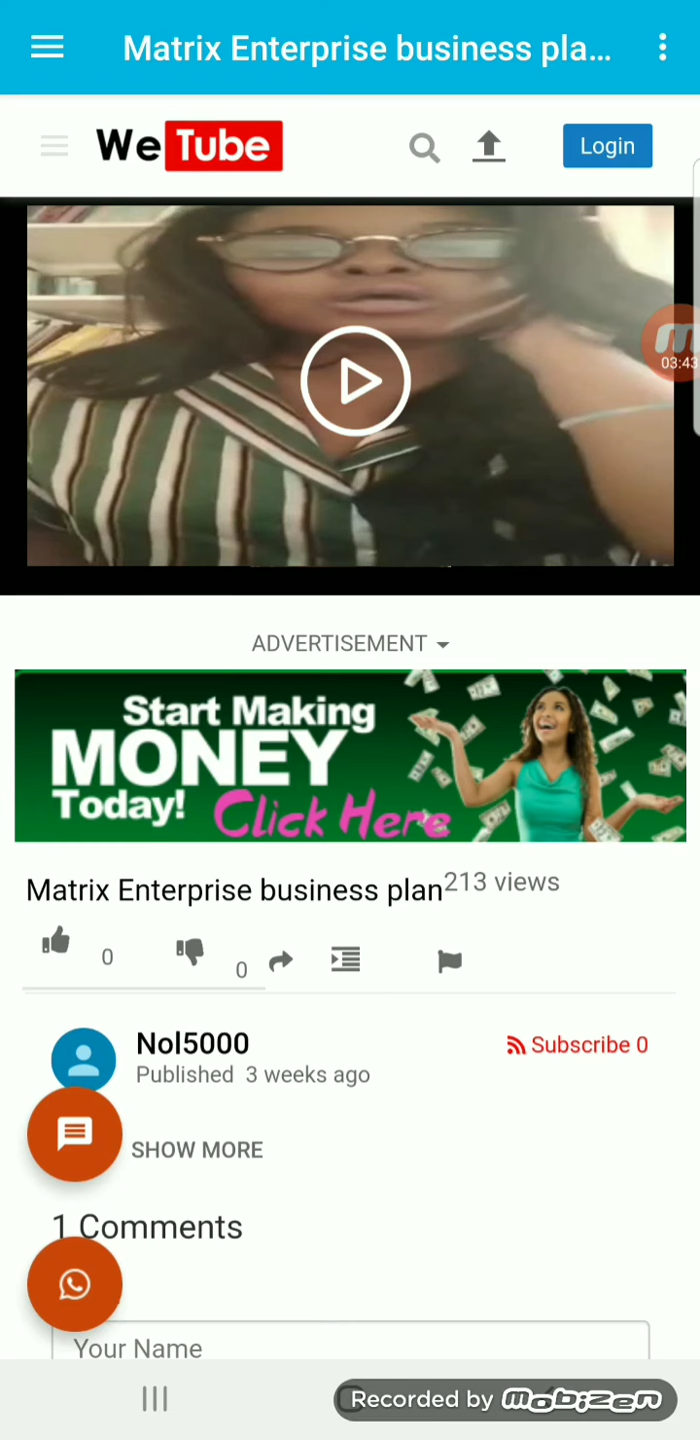 Matrix Enterprise business pla...
We Tube
Login
03:43
ADVERTISEMENT
Start Making
MONEY
Today! Click Here
Matrix Enterprise business plan 213 views
0
0
Nol5000
Subscribe 0
Published 3 weeks ago
SHOW MORE
1 Comments
Your Name
Recorded by mobizen